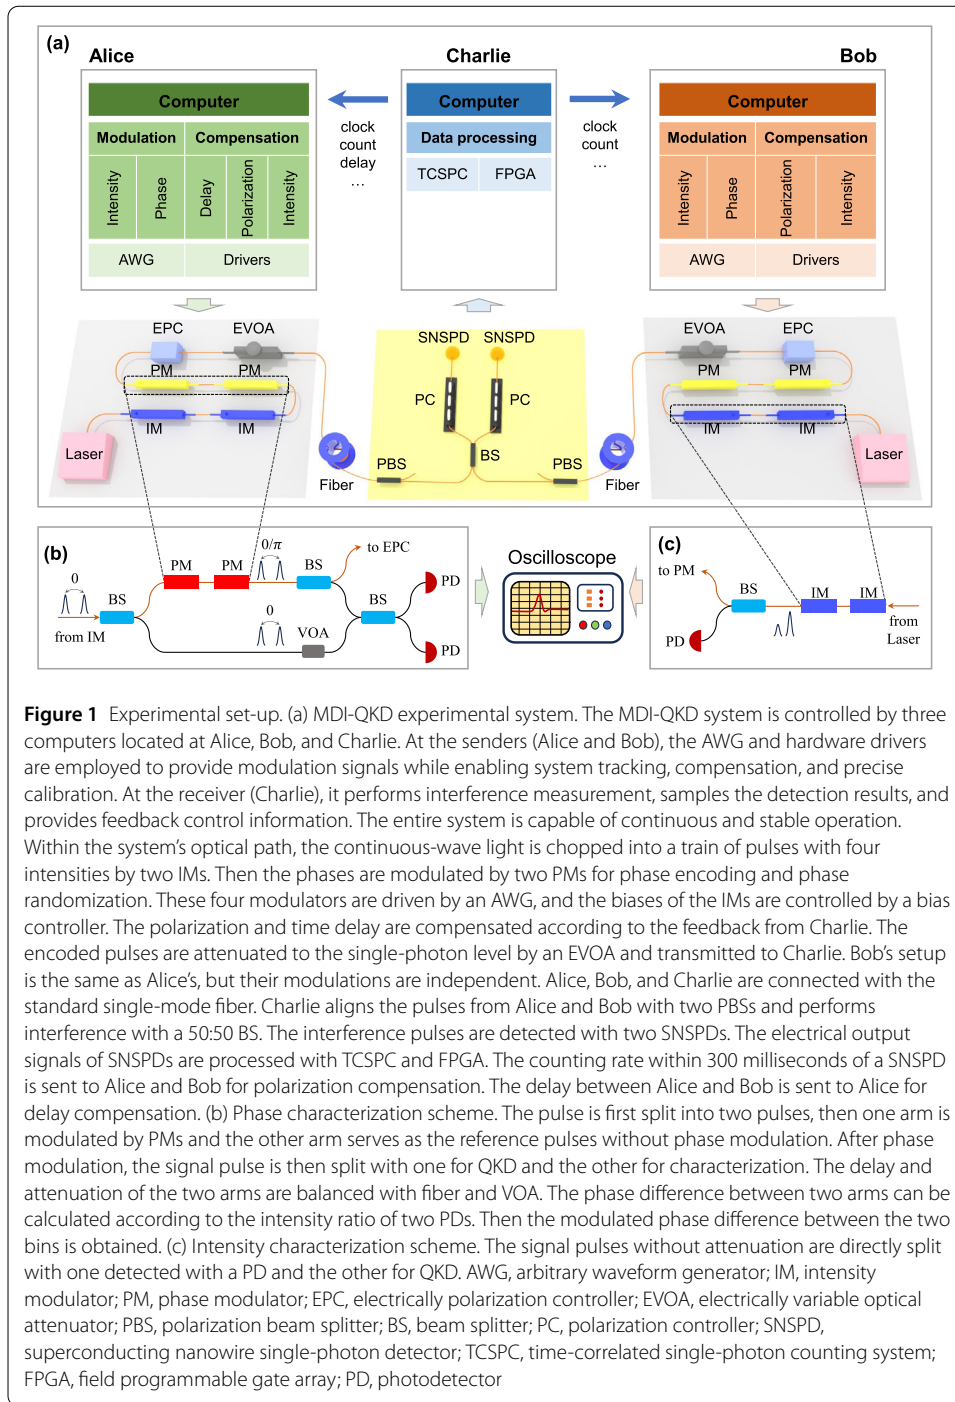 (a)
Alice
Charlie
Bob
Computer
Computer
Computer
Modulation
Compensation
Intensity
Phase
Delay
Polarization
Intensity
AWG
Drivers
clock
count
delay
...
Data processing
TCSPC
FPGA
clock
count
...
Modulation
Compensation
Intensity
Phase
Polarization
Intensity
AWG
Drivers
EPC
EVOA
PM
PM
IM
IM
Laser
Fiber
SNSPD
SNSPD
PC
PC
BS
PBS
PBS
Fiber
EVOA
EPC
PM
PM
IM
IM
Laser
(b)
0
BS
from IM
PM
PM
0/π
BS
to EPC
0
VOA
BS
PD
PD
Oscilloscope
(c)
to PM
BS
IM
IM
from
Laser
PD
Figure 1 Experimental set-up. (a) MDI-QKD experimental system. The MDI-QKD system is controlled by three
computers located at Alice, Bob, and Charlie. At the senders (Alice and Bob), the AWG and hardware drivers
are employed to provide modulation signals while enabling system tracking, compensation, and precise
calibration. At the receiver (Charlie), it performs interference measurement, samples the detection results, and
provides feedback control information. The entire system is capable of continuous and stable operation.
Within the system's optical path, the continuous-wave light is chopped into a train of pulses with four
intensities by two IMs. Then the phases are modulated by two PMs for phase encoding and phase
randomization. These four modulators are driven by an AWG, and the biases of the IMs are controlled by a bias
controller. The polarization and time delay are compensated according to the feedback from Charlie. The
encoded pulses are attenuated to the single-photon level by an EVOA and transmitted to Charlie. Bob's setup
is the same as Alice's, but their modulations are independent. Alice, Bob, and Charlie are connected with the
standard single-mode fiber. Charlie aligns the pulses from Alice and Bob with two PBSs and performs
interference with a 50:50 BS. The interference pulses are detected with two SNSPDs. The electrical output
signals of SNSPDs are processed with TCSPC and FPGA. The counting rate within 300 milliseconds of a SNSPD
is sent to Alice and Bob for polarization compensation. The delay between Alice and Bob is sent to Alice for
delay compensation. (b) Phase characterization scheme. The pulse is first split into two pulses, then one arm is
modulated by PMs and the other arm serves as the reference pulses without phase modulation. After phase
modulation, the signal pulse is then split with one for QKD and the other for characterization. The delay and
attenuation of the two arms are balanced with fiber and VOA. The phase difference between two arms can be
calculated according to the intensity ratio of two PDs. Then the modulated phase difference between the two
bins is obtained. (c) Intensity characterization scheme. The signal pulses without attenuation are directly split
with one detected with a PD and the other for QKD. AWG, arbitrary waveform generator; IM, intensity
modulator; PM, phase modulator; EPC, electrically polarization controller; EVOA, electrically variable optical
attenuator; PBS, polarization beam splitter; BS, beam splitter; PC, polarization controller; SNSPD,
superconducting nanowire single-photon detector; TCSPC, time-correlated single-photon counting system;
FPGA, field programmable gate array; PD, photodetector